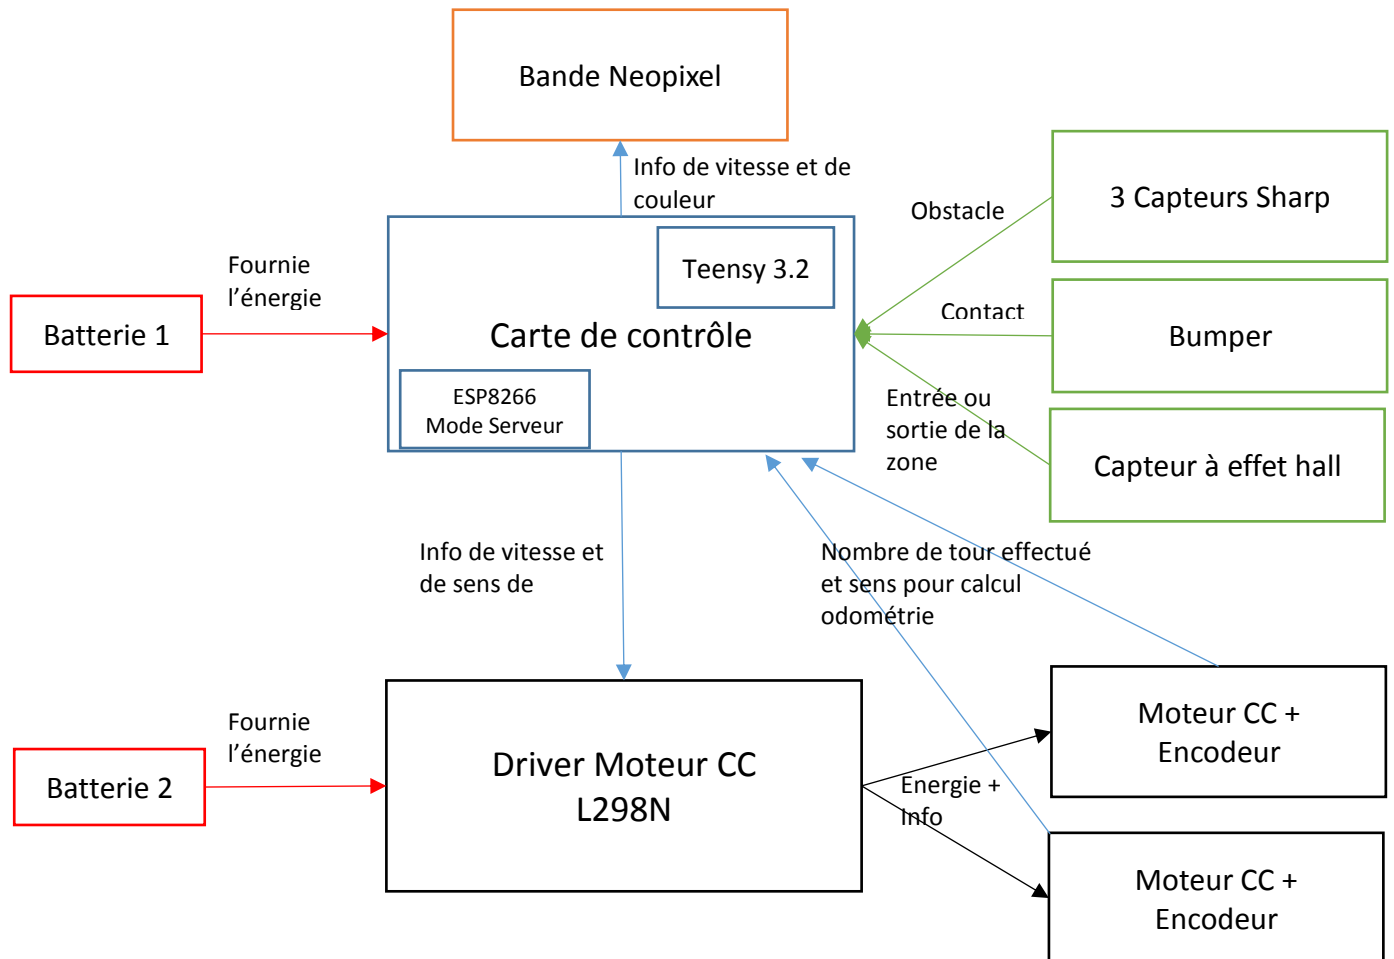 Bande Neopixel
Info de vitesse et de
couleur
3 Capteurs Sharp
Obstacle
Teensy 3.2
Fournie
l’énergie
Batterie 1
Carte de contrôle
Contact
Bumper
ESP8266
Mode Serveur
Entrée ou
sortie de la
zone
Capteur à effet hall
Info de vitesse et
de sens de
Nombre de tour effectué
et sens pour calcul
odométrie
Fournie
l’énergie
Batterie 2
Driver Moteur CC
L298N
Energie +
Info
Moteur CC +
Encodeur
Moteur CC +
Encodeur